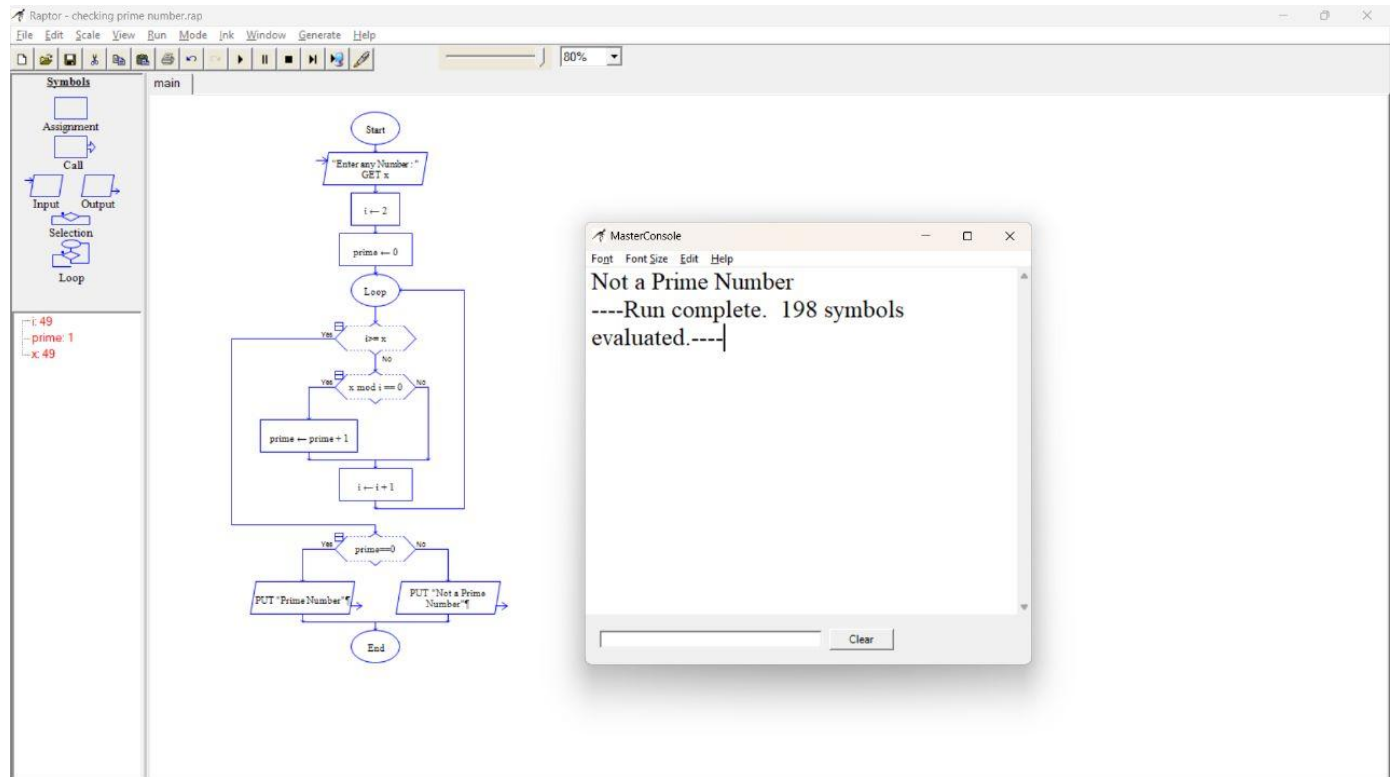 Raptor - checking prime number.rap
File Edit Scale View Run Mode Ink Window Generate Help
80%
Symbols
Assignment
Call
Input Output
Selection
Loop
i: 49
prime: 1
x: 49
main
Start
"Enter any Number : "
GET x
i ← 2
prime ← 0
Loop
Yes
i>= x
No
Yes
x mod i == 0
No
prime ← prime + 1
i ← i + 1
Yes
prime==0
No
PUT "Prime Number"¶
PUT "Not a Prime
Number"¶
End
MasterConsole
Font Font Size Edit Help
Not a Prime Number
----Run complete. 198 symbols
evaluated.----
Clear